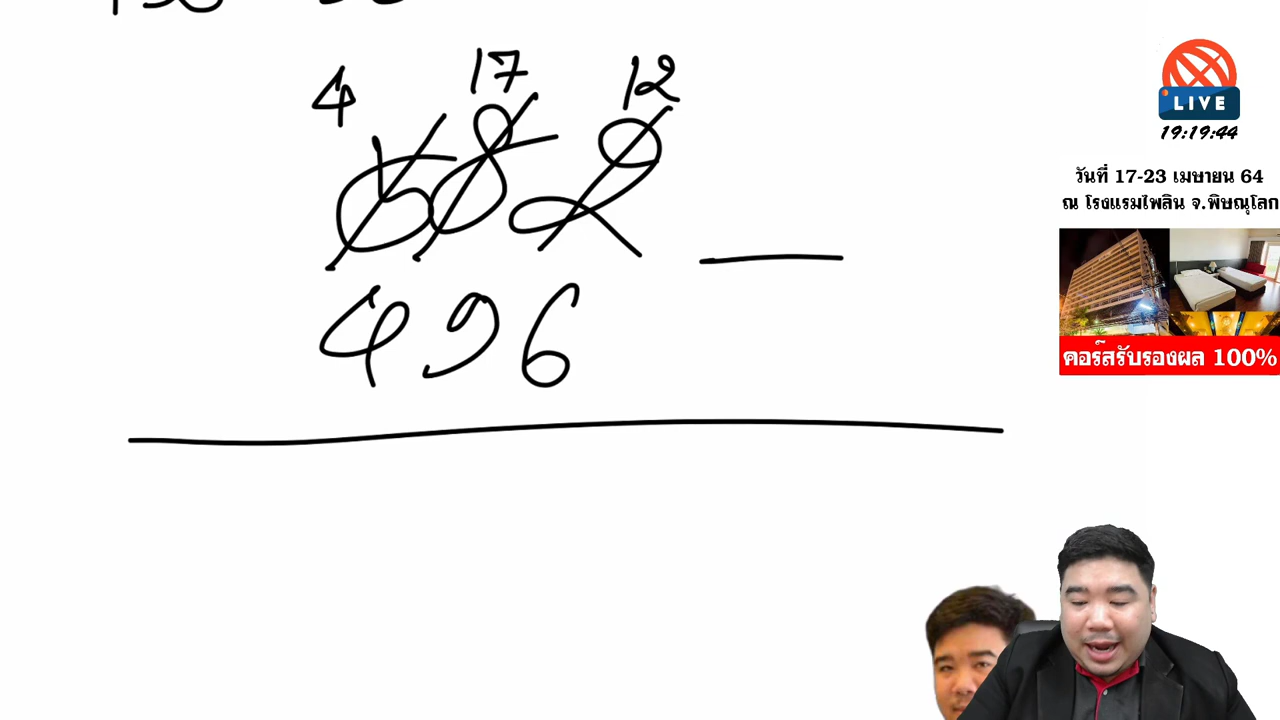 4 17 12
582 —
496
LIVE
19:19:44
วันที่ 17-23 เมษายน 64
ณ โรงแรมไพลิน จ.พิษณุโลก
คอร๊สรับรองผล 100%